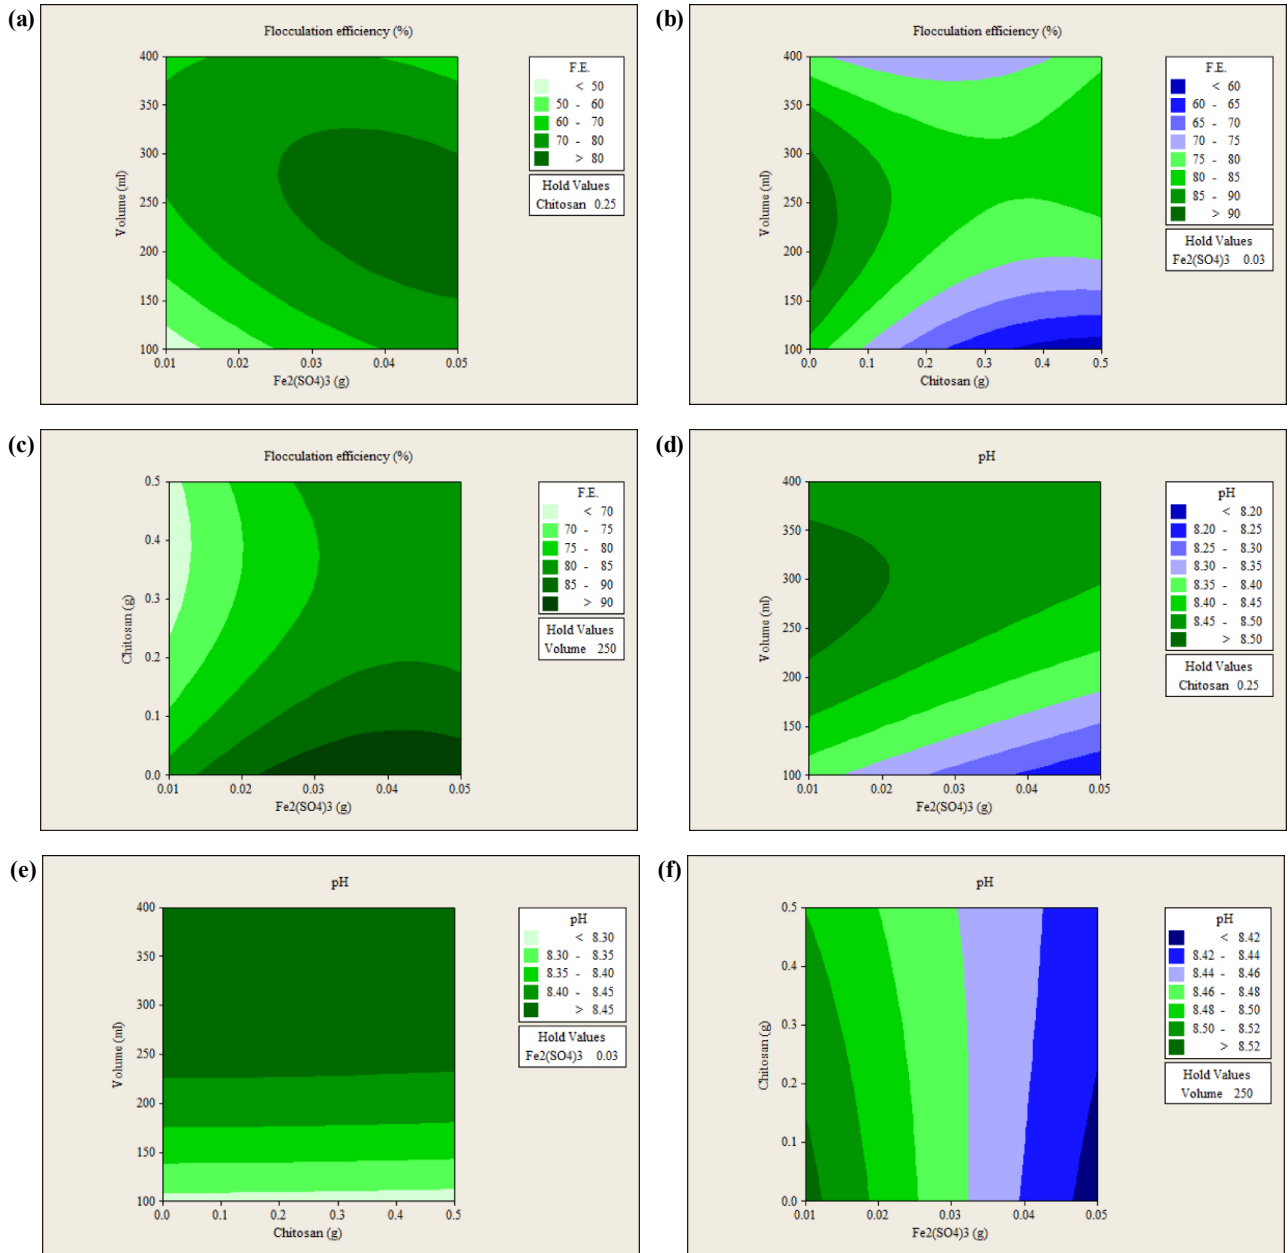 (a)
Flocculation efficiency (%)
400
350
300
250
200
150
100
Volume (ml)
0.01 0.02 0.03 0.04 0.05
Fe2(SO4)3 (g)
F.E.
< 50
50 - 60
60 - 70
70 - 80
> 80
Hold Values
Chitosan 0.25
(b)
Flocculation efficiency (%)
400
350
300
250
200
150
100
Volume (ml)
0.0 0.1 0.2 0.3 0.4 0.5
Chitosan (g)
F.E.
< 60
60 - 65
65 - 70
70 - 75
75 - 80
80 - 85
85 - 90
> 90
Hold Values
Fe2(SO4)3 0.03
(c)
Flocculation efficiency (%)
0.5
0.4
0.3
0.2
0.1
0.0
Chitosan (g)
0.01 0.02 0.03 0.04 0.05
Fe2(SO4)3 (g)
F.E.
< 70
70 - 75
75 - 80
80 - 85
85 - 90
> 90
Hold Values
Volume 250
(d)
pH
400
350
300
250
200
150
100
Volume (ml)
0.01 0.02 0.03 0.04 0.05
Fe2(SO4)3 (g)
pH
< 8.20
8.20 - 8.25
8.25 - 8.30
8.30 - 8.35
8.35 - 8.40
8.40 - 8.45
8.45 - 8.50
> 8.50
Hold Values
Chitosan 0.25
(e)
pH
400
350
300
250
200
150
100
Volume (ml)
0.0 0.1 0.2 0.3 0.4 0.5
Chitosan (g)
pH
< 8.30
8.30 - 8.35
8.35 - 8.40
8.40 - 8.45
> 8.45
Hold Values
Fe2(SO4)3 0.03
(f)
pH
0.5
0.4
0.3
0.2
0.1
0.0
Chitosan (g)
0.01 0.02 0.03 0.04 0.05
Fe2(SO4)3 (g)
pH
< 8.42
8.42 - 8.44
8.44 - 8.46
8.46 - 8.48
8.48 - 8.50
8.50 - 8.52
> 8.52
Hold Values
Volume 250